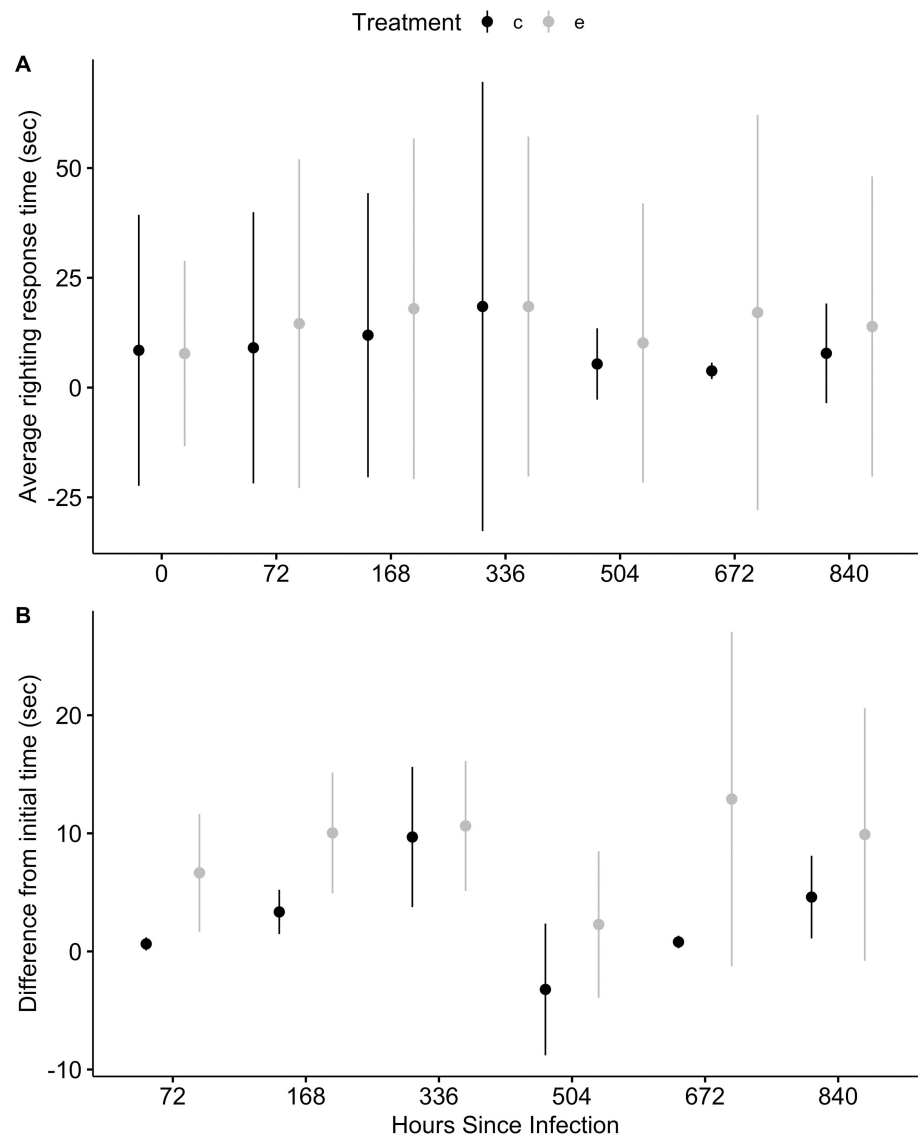 Treatment c e
A
Average righting response time (sec)
50
25
0
-25
0 72 168 336 504 672 840
B
Difference from initial time (sec)
20
10
0
-10
72 168 336 504 672 840
Hours Since Infection